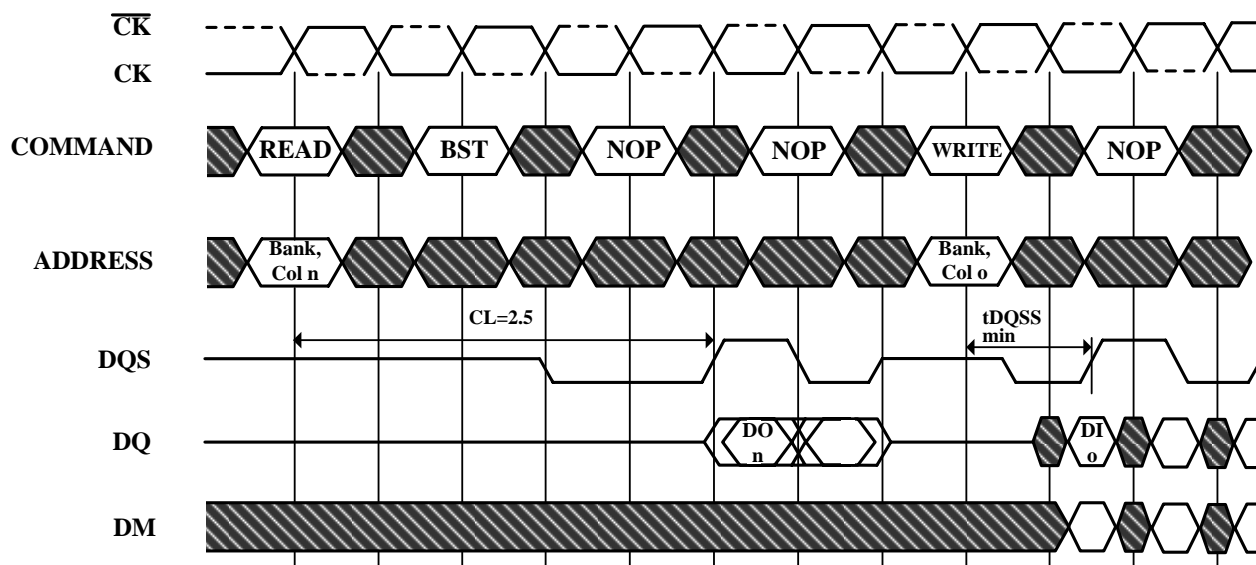 CK
CK
COMMAND
READ
BST
NOP
NOP
WRITE
NOP
ADDRESS
Bank,
Col n
Bank,
Col o
CL=2.5
tDQSS
min
DQS
DQ
DO
n
DI
o
DM